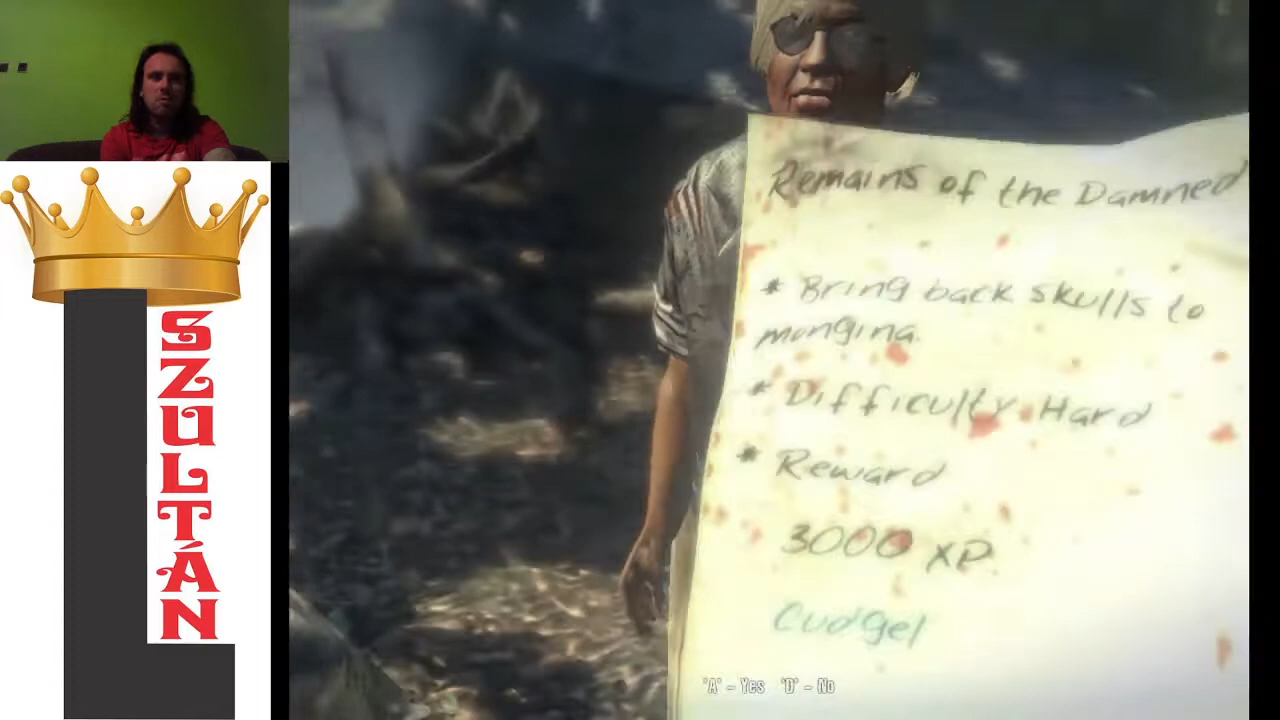 L
SZULTÁN
Remains of the Damned
* Bring back skulls to
mongina.
* Difficulty: Hard
* Reward
3000 XP
Cudgel
'A' - Yes 'D' - No